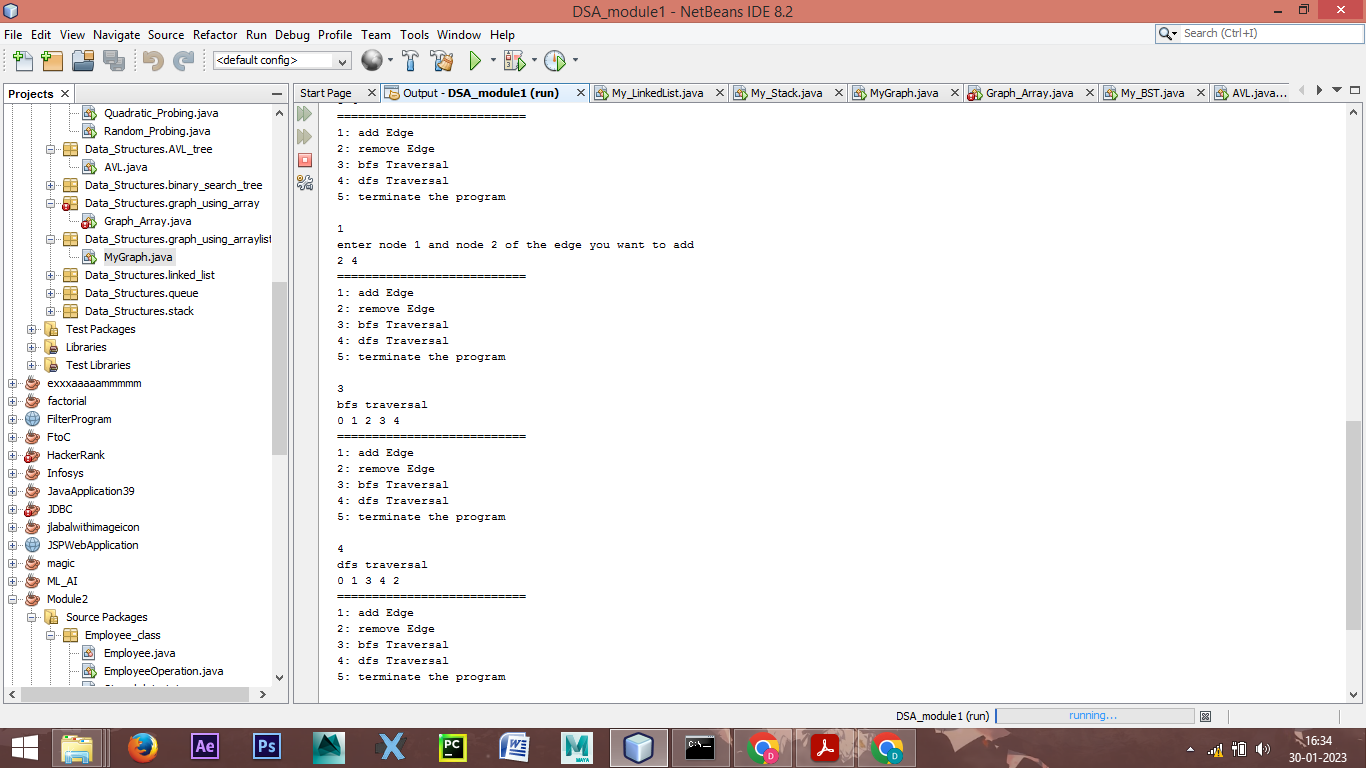 DSA_module1 - NetBeans IDE 8.2
File Edit View Navigate Source Refactor Run Debug Profile Team Tools Window Help
Search (Ctrl+I)
<default config>
Projects
Start Page
Output - DSA_module1 (run)
My_LinkedList.java
My_Stack.java
MyGraph.java
Graph_Array.java
My_BST.java
AVL.java...
Quadratic_Probing.java
Random_Probing.java
Data_Structures.AVL_tree
AVL.java
Data_Structures.binary_search_tree
Data_Structures.graph_using_array
Graph_Array.java
Data_Structures.graph_using_arraylist
MyGraph.java
Data_Structures.linked_list
Data_Structures.queue
Data_Structures.stack
Test Packages
Libraries
Test Libraries
exxxaaaaammmmm
factorial
FilterProgram
FtoC
HackerRank
Infosys
JavaApplication39
JDBC
jlabalwithimageicon
JSPWebApplication
magic
ML_AI
Module2
Source Packages
Employee_class
Employee.java
EmployeeOperation.java
===========================
1: add Edge
2: remove Edge
3: bfs Traversal
4: dfs Traversal
5: terminate the program
1
enter node 1 and node 2 of the edge you want to add
2 4
===========================
1: add Edge
2: remove Edge
3: bfs Traversal
4: dfs Traversal
5: terminate the program
3
bfs traversal
0 1 2 3 4
===========================
1: add Edge
2: remove Edge
3: bfs Traversal
4: dfs Traversal
5: terminate the program
4
dfs traversal
0 1 3 4 2
===========================
1: add Edge
2: remove Edge
3: bfs Traversal
4: dfs Traversal
5: terminate the program
DSA_module1 (run)
running...
Ae
Ps
PC
MAYA
C:\_
D
D
16:34
30-01-2023